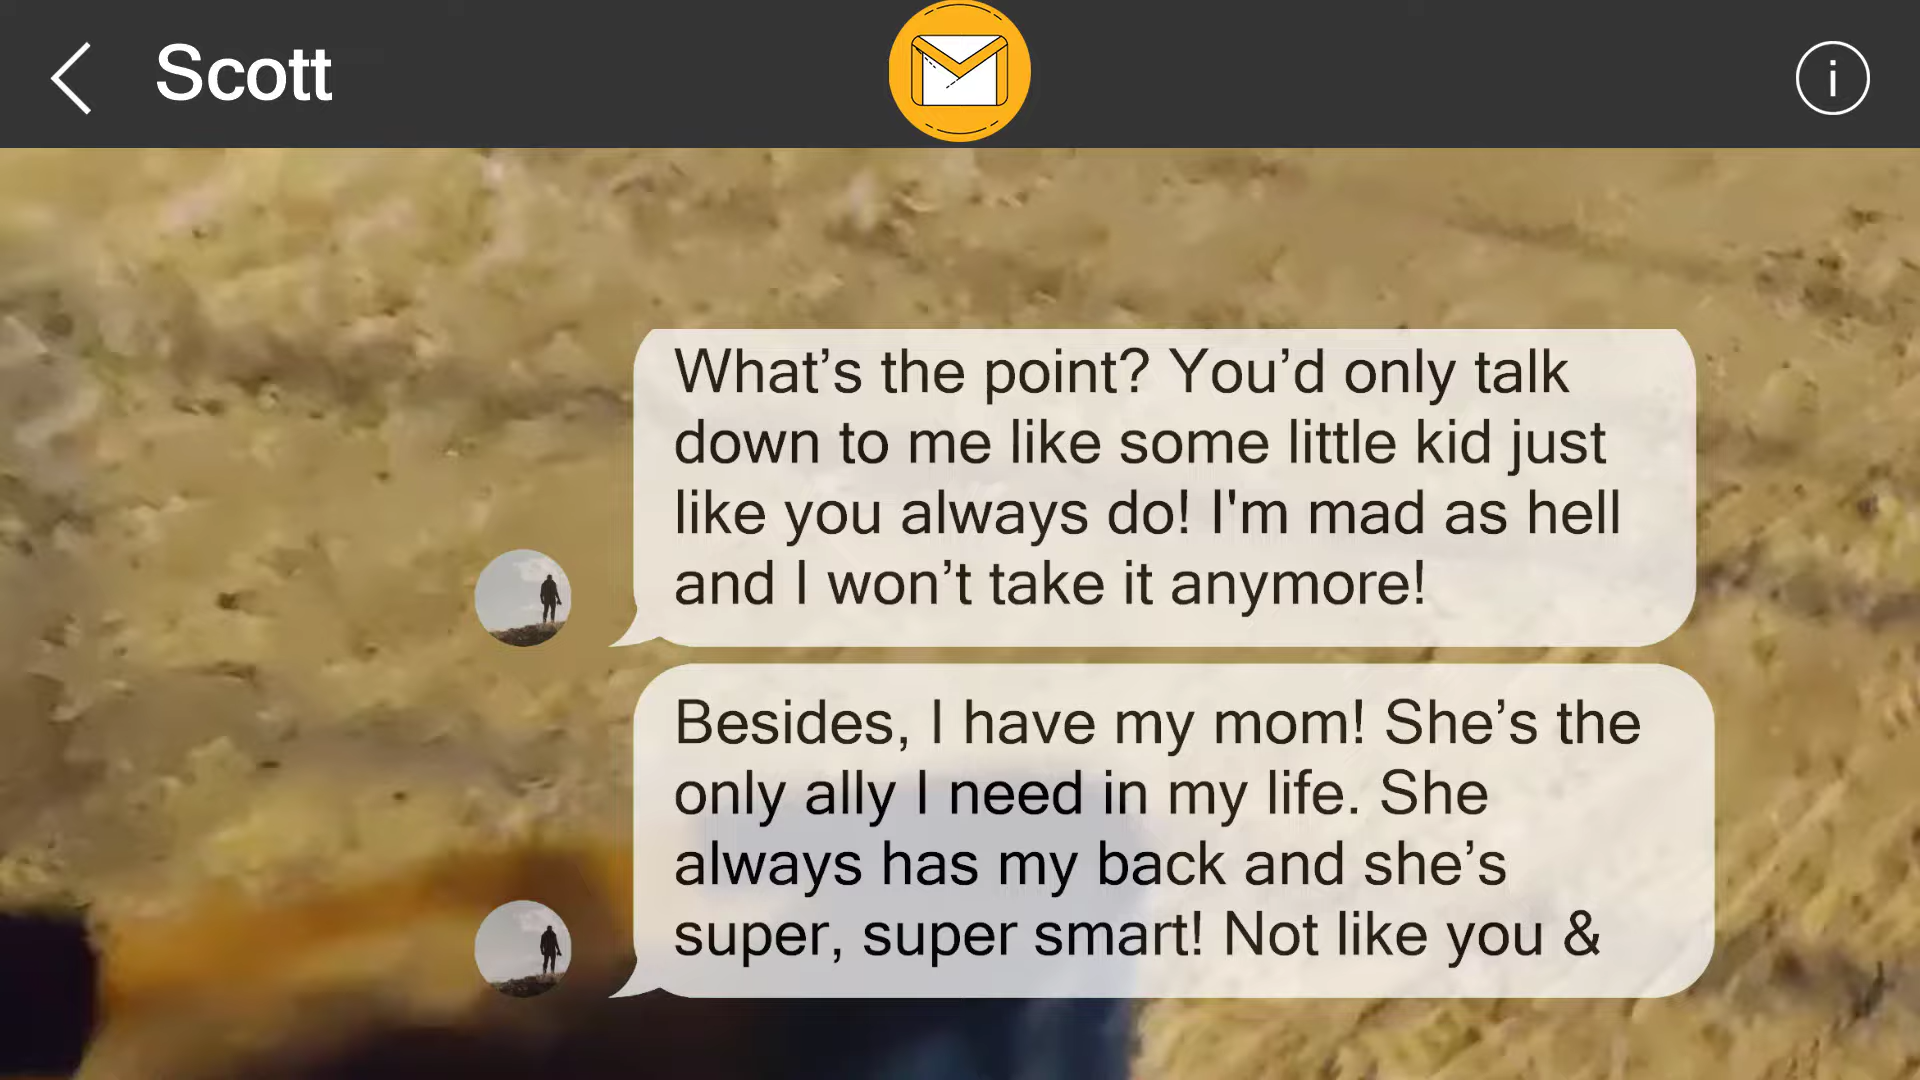 Scott
i
What’s the point? You’d only talk
down to me like some little kid just
like you always do! I'm mad as hell
and I won’t take it anymore!
Besides, I have my mom! She’s the
only ally I need in my life. She
always has my back and she’s
super, super smart! Not like you &